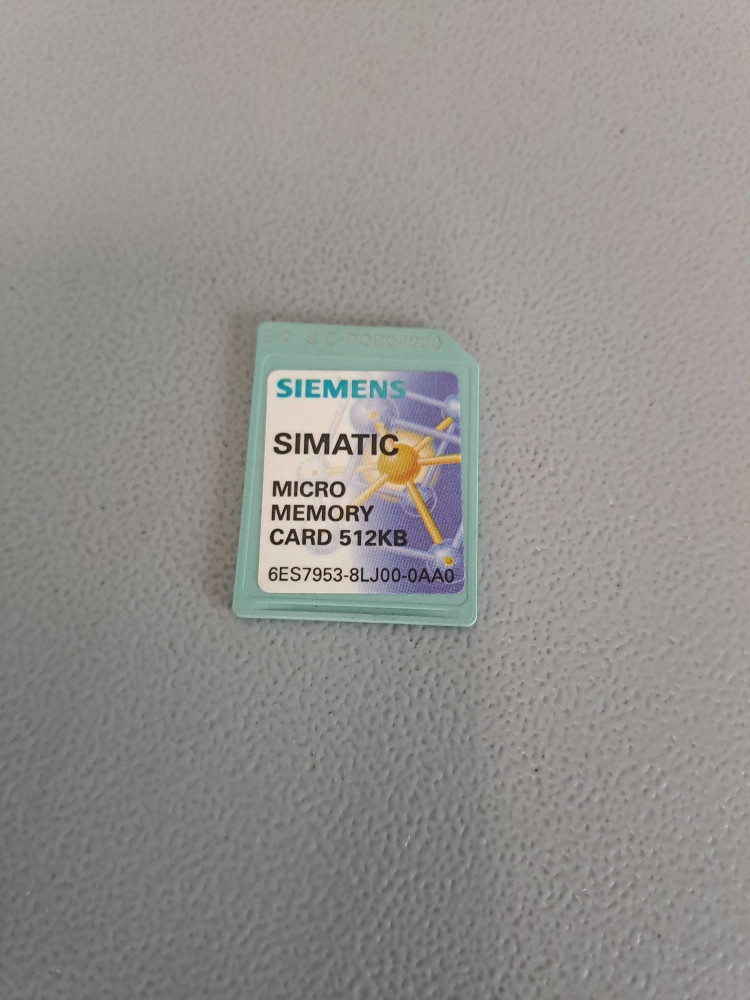 SIEMENS
SIMATIC
MICRO
MEMORY
CARD 512KB
6ES7953-8LJ00-0AA0